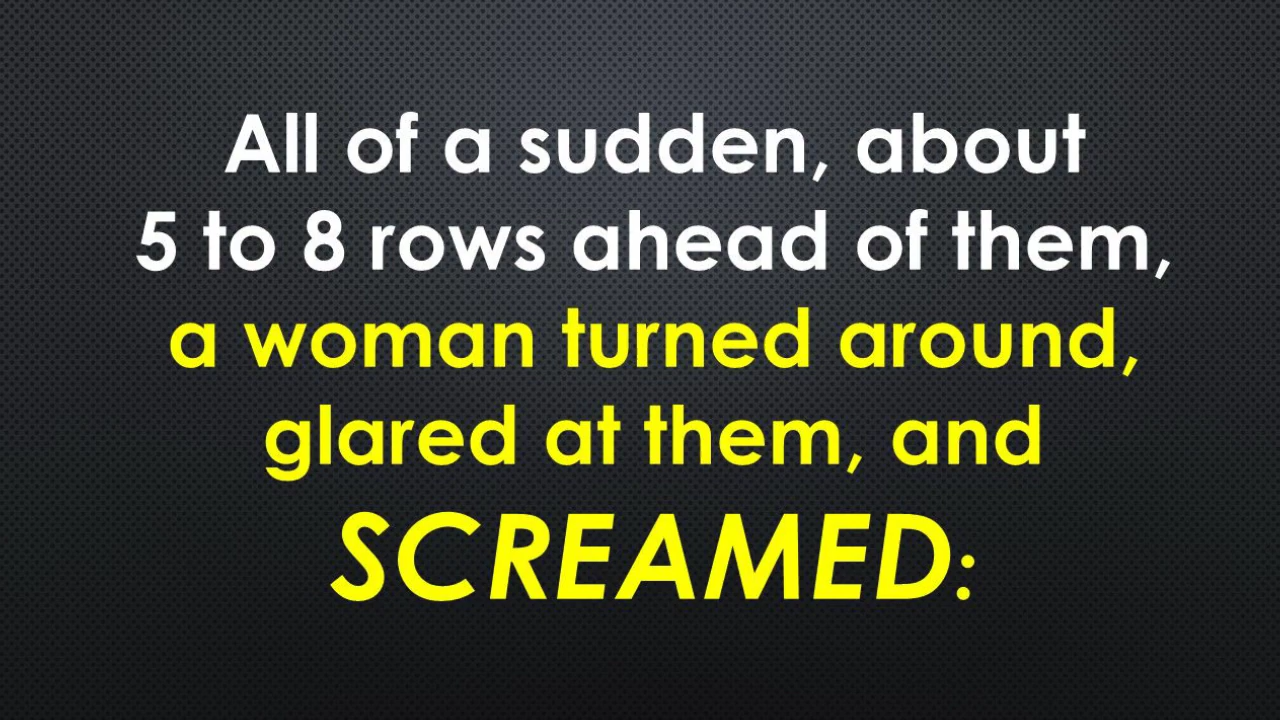 All of a sudden, about
5 to 8 rows ahead of them,
a woman turned around,
glared at them, and
SCREAMED: